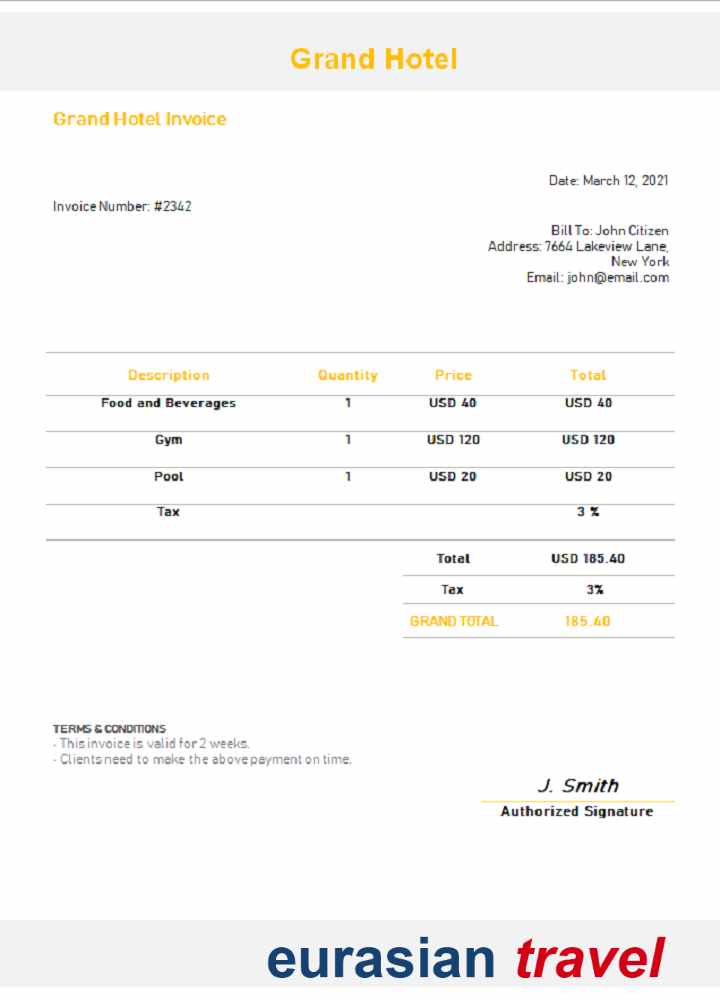 Grand Hotel
Grand Hotel Invoice
Date: March 12, 2021
Invoice Number: #2342
Bill To: John Citizen
Address: 7664 Lakeview Lane,
New York
Email: john@email.com
Description Quantity Price Total
Food and Beverages 1 USD 40 USD 40
Gym 1 USD 120 USD 120
Pool 1 USD 20 USD 20
Tax 3 %
Total USD 185.40
Tax 3%
GRAND TOTAL 185.40
TERMS & CONDITIONS
- This invoice is valid for 2 weeks.
- Clients need to make the above payment on time.
J. Smith
Authorized Signature
eurasian travel